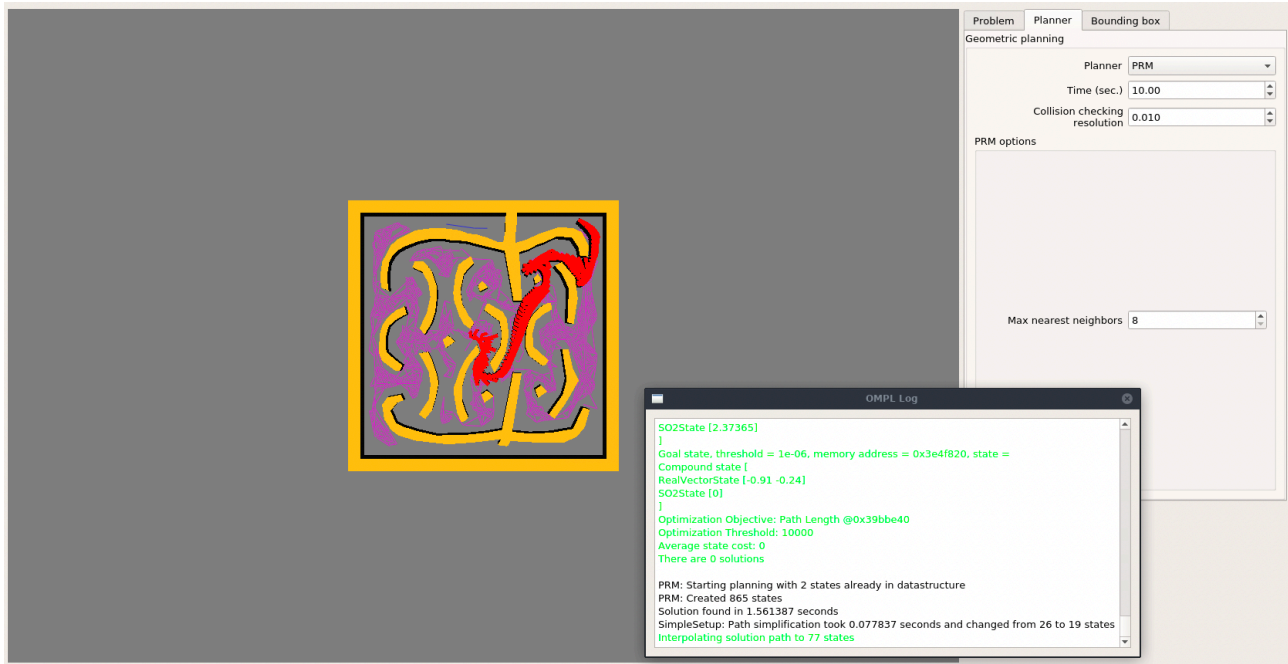 Problem
Planner
Bounding box
Geometric planning
Planner PRM
Time (sec.) 10.00
Collision checking
resolution 0.010
PRM options
Max nearest neighbors 8
OMPL Log
SO2State [2.37365]
]
Goal state, threshold = 1e-06, memory address = 0x3e4f820, state =
Compound state [
RealVectorState [-0.91 -0.24]
SO2State [0]
]
Optimization Objective: Path Length @0x39bbe40
Optimization Threshold: 10000
Average state cost: 0
There are 0 solutions
PRM: Starting planning with 2 states already in datastructure
PRM: Created 865 states
Solution found in 1.561387 seconds
SimpleSetup: Path simplification took 0.077837 seconds and changed from 26 to 19 states
Interpolating solution path to 77 states